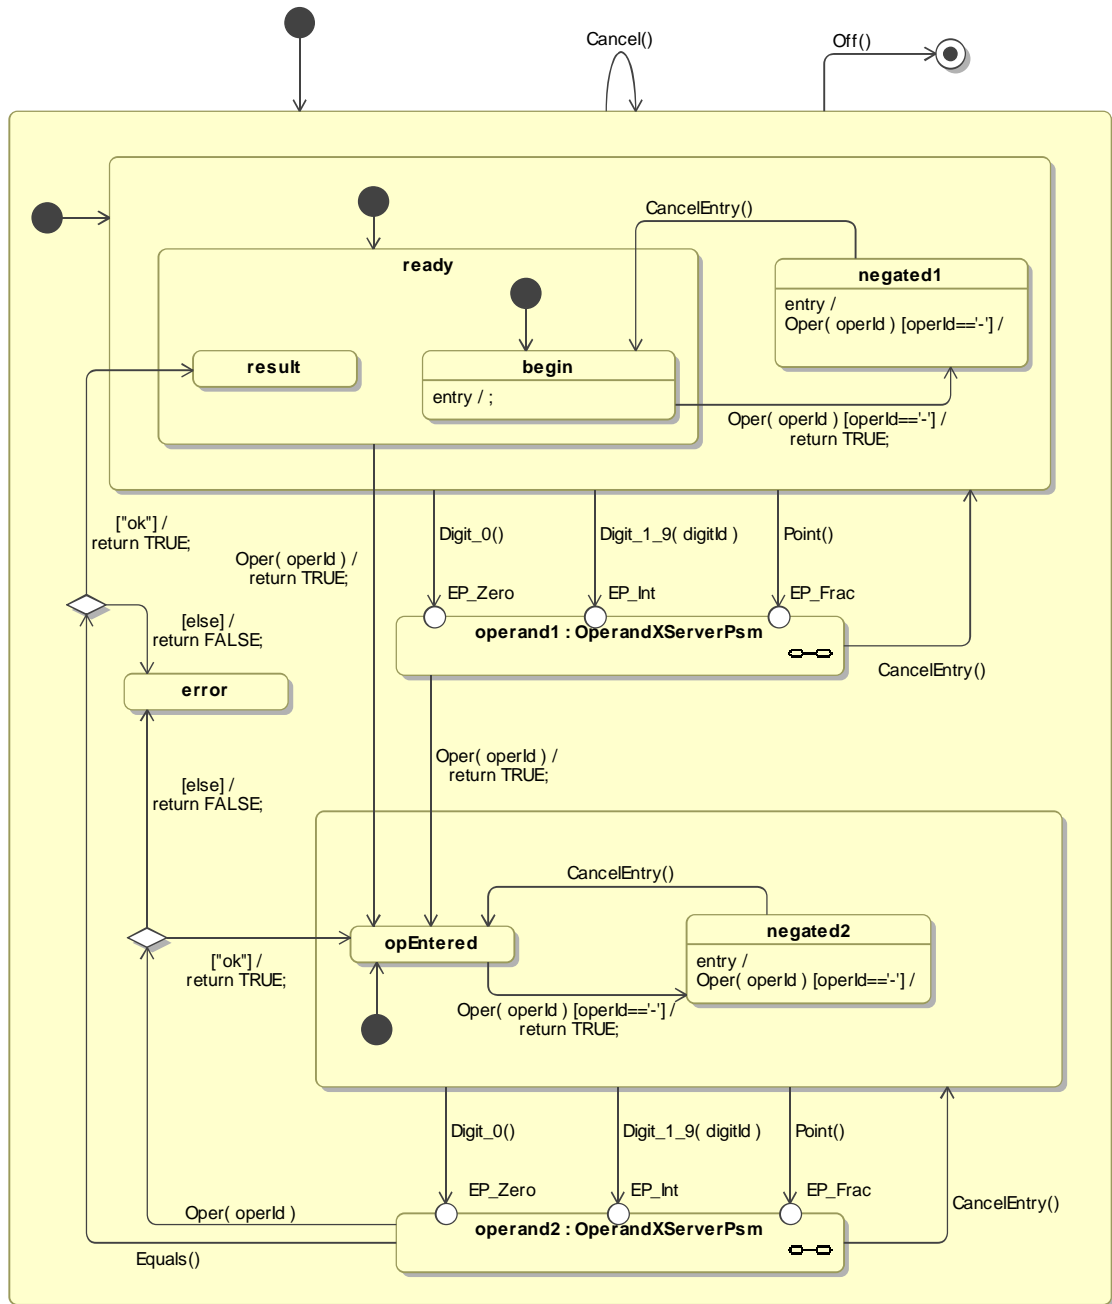 Cancel()
Off()
CancelEntry()
ready
negated1
entry /
Oper( operId ) [operId=='-'] /
result
begin
entry / ;
Oper( operId ) [operId=='-'] /
return TRUE;
["ok"] /
return TRUE;
Oper( operId ) /
return TRUE;
Digit_0()
Digit_1_9( digitId )
Point()
EP_Zero
EP_Int
EP_Frac
[else] /
return FALSE;
operand1 : OperandXServerPsm
CancelEntry()
error
Oper( operId ) /
return TRUE;
[else] /
return FALSE;
CancelEntry()
opEntered
negated2
entry /
Oper( operId ) [operId=='-'] /
["ok"] /
return TRUE;
Oper( operId ) [operId=='-'] /
return TRUE;
Digit_0()
Digit_1_9( digitId )
Point()
EP_Zero
EP_Int
EP_Frac
CancelEntry()
Oper( operId )
operand2 : OperandXServerPsm
Equals()